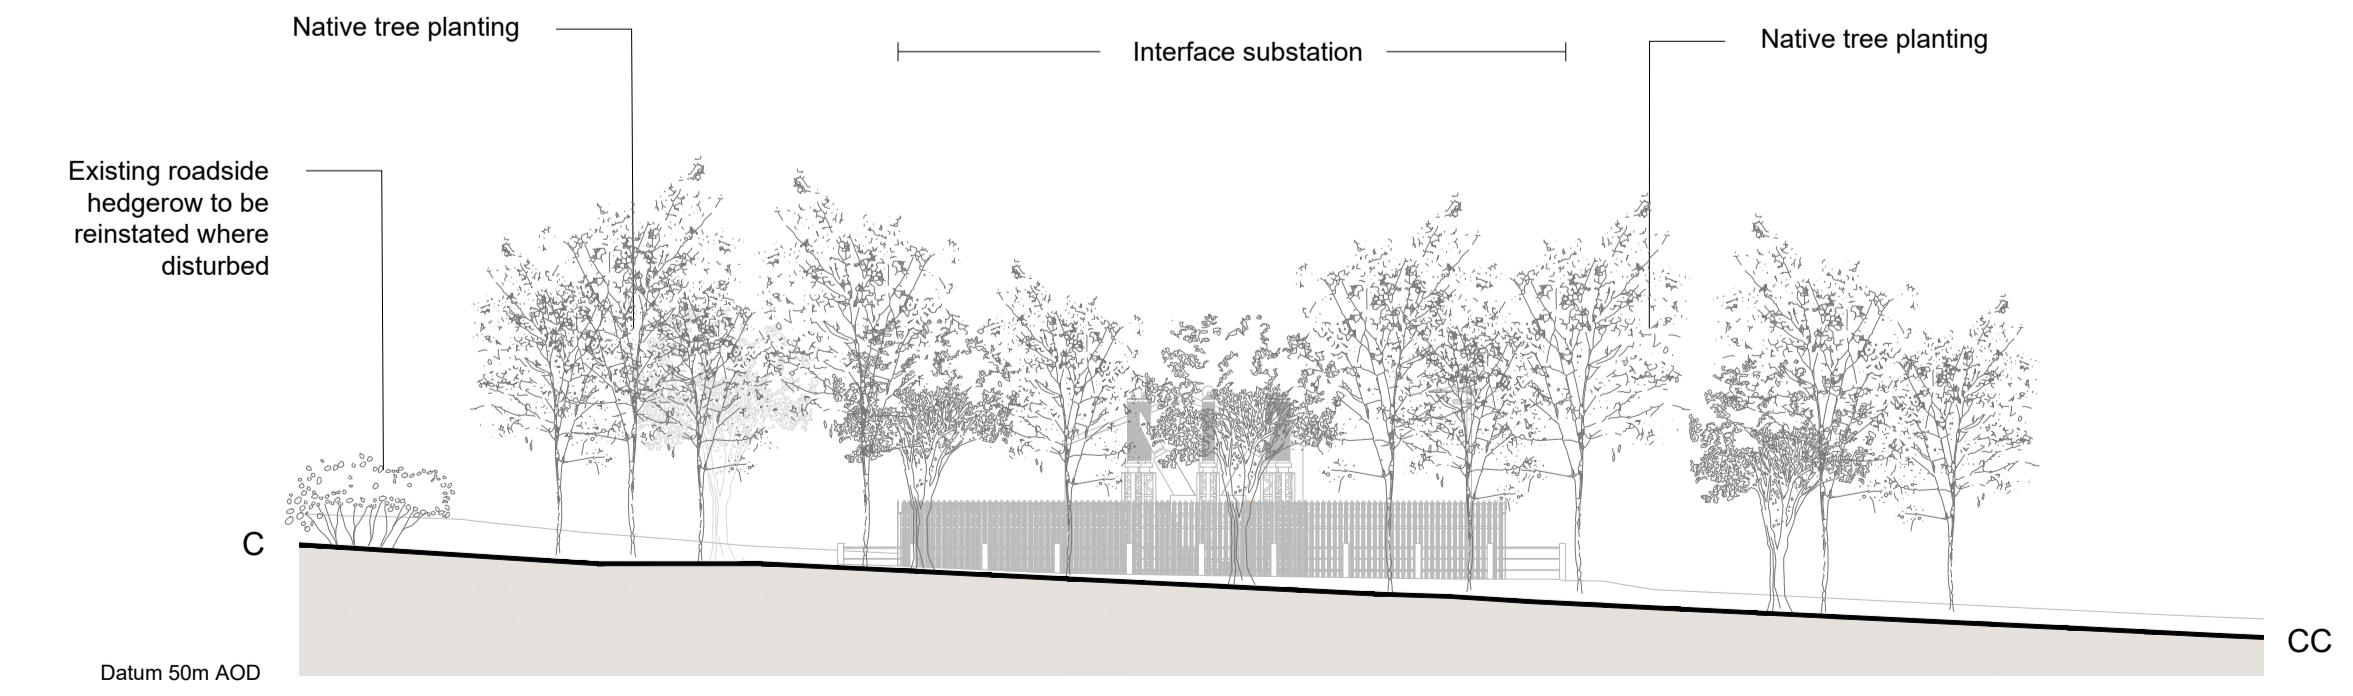 Native tree planting
Interface substation
Native tree planting
Existing roadside
hedgerow to be
reinstated where
disturbed
C
CC
Datum 50m AOD